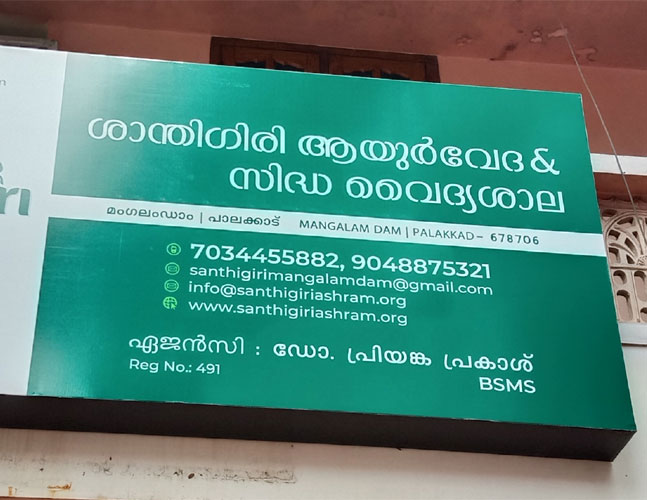 ശാന്തിഗിരി ആയുർവേദ &
സിദ്ധ വൈദ്യശാല
മംഗലംഡാം | പാലക്കാട് MANGALAM DAM | PALAKKAD - 678706
7034455882, 9048875321
santhigirimangalamdam@gmail.com
info@santhigiriashram.org
www.santhigiriashram.org
ഏജൻസി : ഡോ. പ്രിയങ്ക പ്രകാശ്
Reg No.: 491
BSMS